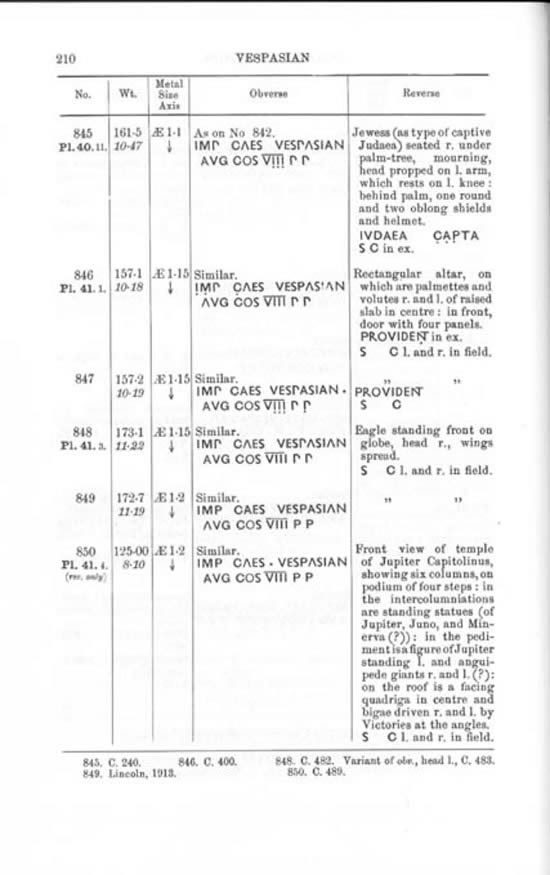 210 VESPASIAN
No. Wt. Metal Size Axis Obverse Reverse
845 161·5 Æ 1·1 As on No 842. Jewess (as type of captive
Pl. 40. 11. 10·47 ↓ IMP CAES VESPASIAN Judaea) seated r. under
AVG COS VIII P P palm-tree, mourning,
head propped on l. arm,
which rests on l. knee :
behind palm, one round
and two oblong shields
and helmet.
IVDAEA CAPTA
S C in ex.
846 157·1 Æ 1·15 Similar. Rectangular altar, on
Pl. 41. 1. 10·18 ↓ IMP CAES VESPASIAN which are palmettes and
AVG COS VIII P P volutes r. and l. of raised
slab in centre : in front,
door with four panels.
PROVIDENT in ex.
S C l. and r. in field.
847 157·2 Æ 1·15 Similar. „ „
10·19 ↓ IMP CAES VESPASIAN · PROVIDENT
AVG COS VIII P P S C
848 173·1 Æ 1·15 Similar. Eagle standing front on
Pl. 41. 3. 11·22 ↓ IMP CAES VESPASIAN globe, head r., wings
AVG COS VIII P P spread.
S C l. and r. in field.
849 172·7 Æ 1·2 Similar. „ „
11·19 ↓ IMP CAES VESPASIAN
AVG COS VIII P P
850 125·00 Æ 1·2 Similar. Front view of temple
Pl. 41. 4. 8·10 ↓ IMP CAES · VESPASIAN of Jupiter Capitolinus,
(rev. only) AVG COS VIII P P showing six columns, on
podium of four steps : in
the intercolumniations
are standing statues (of
Jupiter, Juno, and Min-
erva (?)) : in the pedi-
ment is a figure of Jupiter
standing l. and angui-
pede giants r. and l. (?) :
on the roof is a facing
quadriga in centre and
bigae driven r. and l. by
Victories at the angles.
S C l. and r. in field.
845. C. 240. 846. C. 400. 848. C. 482. Variant of obv., head l., C. 483.
849. Lincoln, 1913. 850. C. 489.